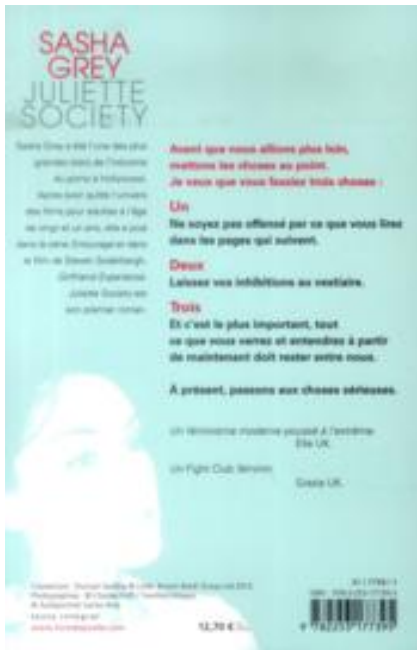 SASHA
GREY
JULIETTE
SOCIETY
Sasha Grey a été l'une des plus
grandes stars de l'industrie
du porno à Hollywood.
Après avoir quitté l'univers
des films pour adultes à l'âge
de vingt et un ans, elle a joué
dans la série Entourage et dans
le film de Steven Soderbergh,
Girlfriend Experience.
Juliette Society est
son premier roman.
Avant que nous allions plus loin,
mettons les choses au point.
Je veux que vous fassiez trois choses :
Un
Ne soyez pas offensé par ce que vous lirez
dans les pages qui suivent.
Deux
Laissez vos inhibitions au vestiaire.
Trois
Et c'est le plus important, tout
ce que vous verrez et entendrez à partir
de maintenant doit rester entre nous.
À présent, passons aux choses sérieuses.
Un féminisme moderne poussé à l'extrême.
Elle UK.
Un Fight Club féminin.
Grazia UK.
texte intégral
12,70 €